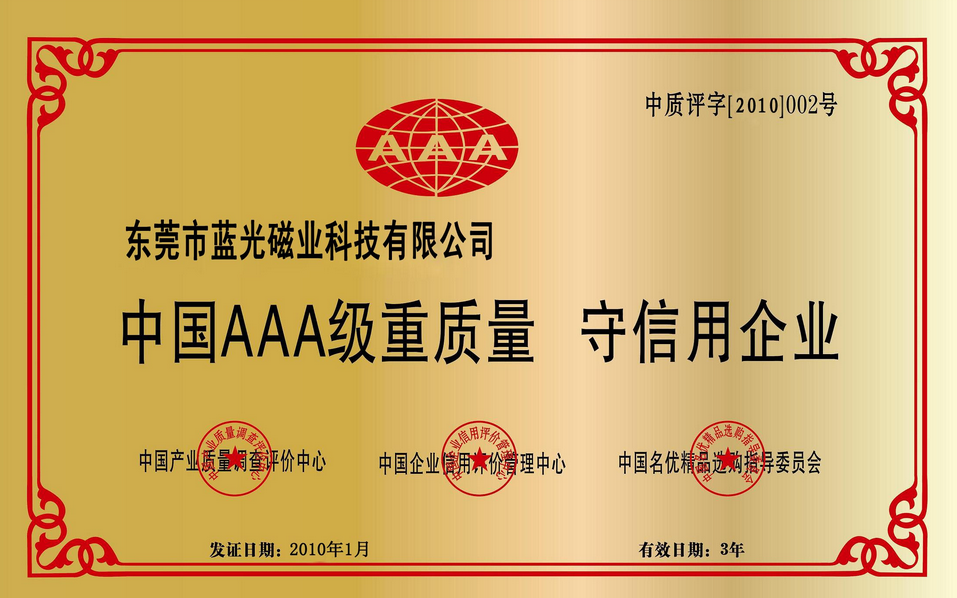 中质评字[2010]002号
AAA
东莞市蓝光磁业科技有限公司
中国AAA级重质量 守信用企业
中国产业质量调查评价中心 中国企业信用评价管理中心 中国名优精品选购指导委员会
发证日期：2010年1月 有效日期：3年